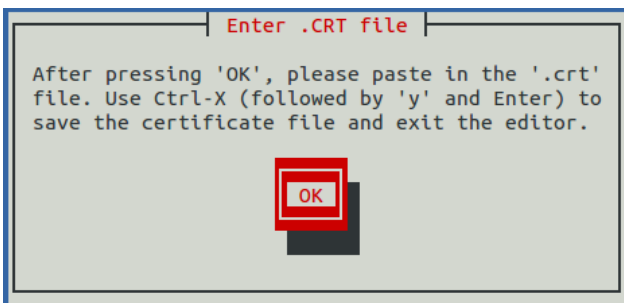 Enter .CRT file
After pressing 'OK', please paste in the '.crt'
file. Use Ctrl-X (followed by 'y' and Enter) to
save the certificate file and exit the editor.
OK